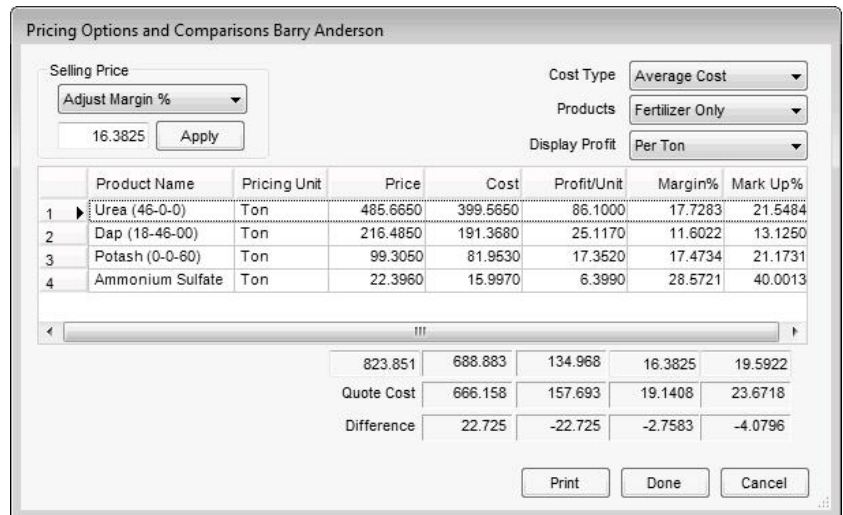 Pricing Options and Comparisons Barry Anderson
Selling Price
Adjust Margin %
16.3825 Apply
Cost Type Average Cost
Products Fertilizer Only
Display Profit Per Ton
Product Name Pricing Unit Price Cost Profit/Unit Margin% Mark Up%
1 Urea (46-0-0) Ton 485.6650 399.5650 86.1000 17.7283 21.5484
2 Dap (18-46-00) Ton 216.4850 191.3680 25.1170 11.6022 13.1250
3 Potash (0-0-60) Ton 99.3050 81.9530 17.3520 17.4734 21.1731
4 Ammonium Sulfate Ton 22.3960 15.9970 6.3990 28.5721 40.0013
823.851 688.883 134.968 16.3825 19.5922
Quote Cost 666.158 157.693 19.1408 23.6718
Difference 22.725 -22.725 -2.7583 -4.0796
Print Done Cancel